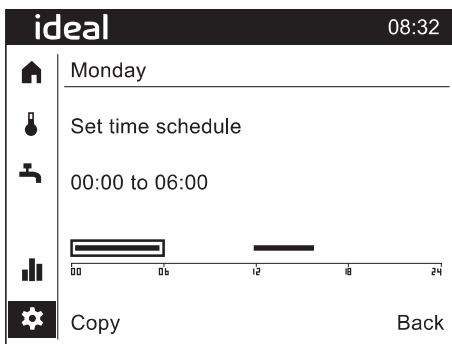 ideal 08:32
Monday
Set time schedule
00:00 to 06:00
00 06 12 18 24
Copy Back